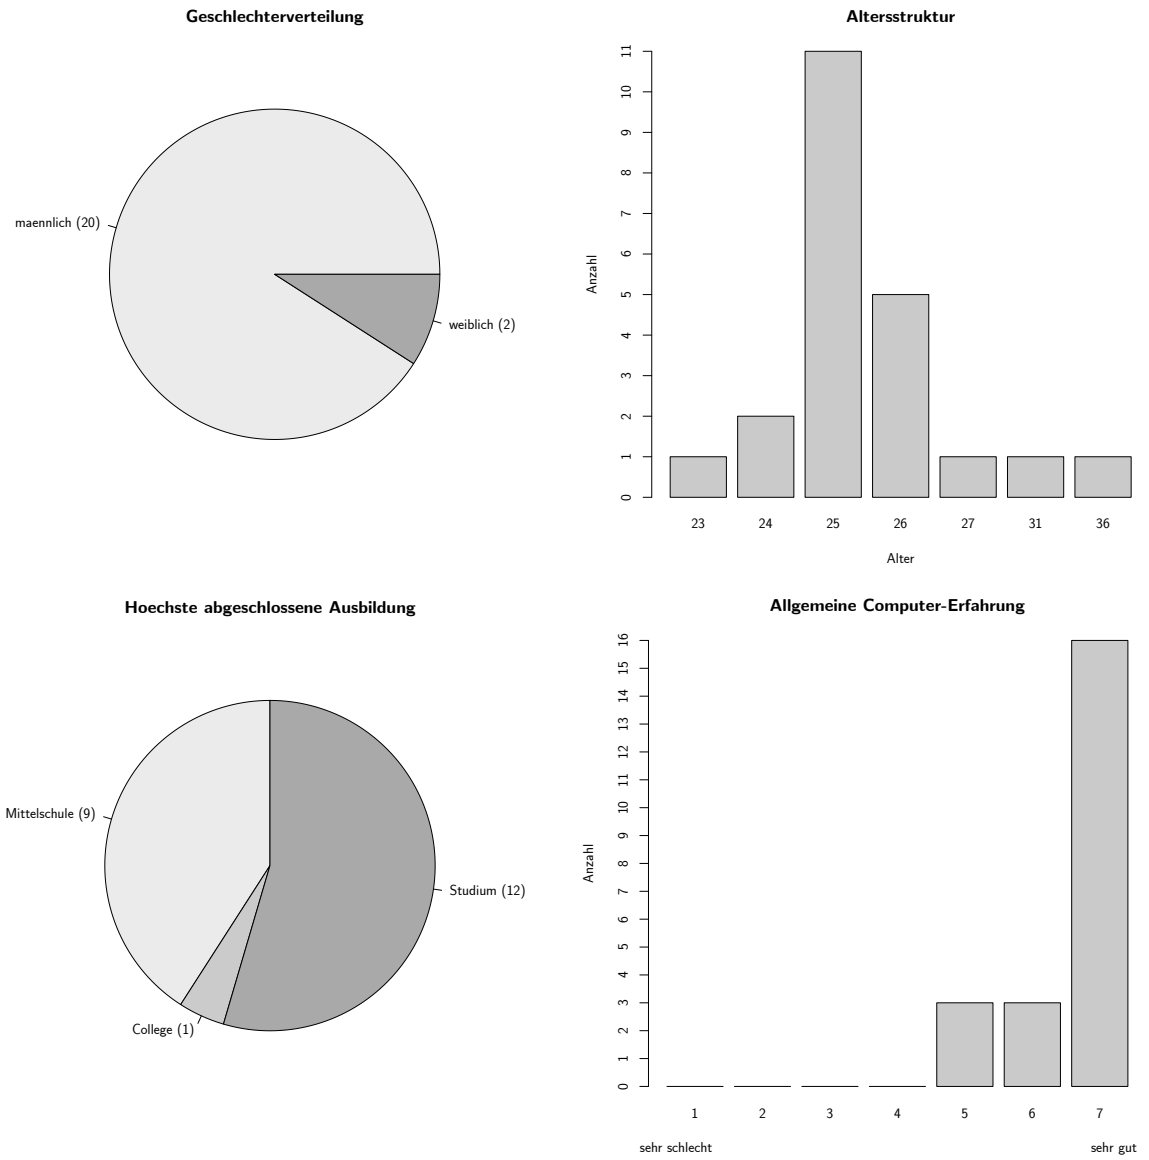 Geschlechterverteilung
maennlich (20)
weiblich (2)
Altersstruktur
Anzahl
11
10
9
8
7
6
5
4
3
2
1
0
23 24 25 26 27 31 36
Alter
Hoechste abgeschlossene Ausbildung
Mittelschule (9)
Studium (12)
College (1)
Allgemeine Computer-Erfahrung
Anzahl
16
15
14
13
12
11
10
9
8
7
6
5
4
3
2
1
0
1 2 3 4 5 6 7
sehr schlecht sehr gut